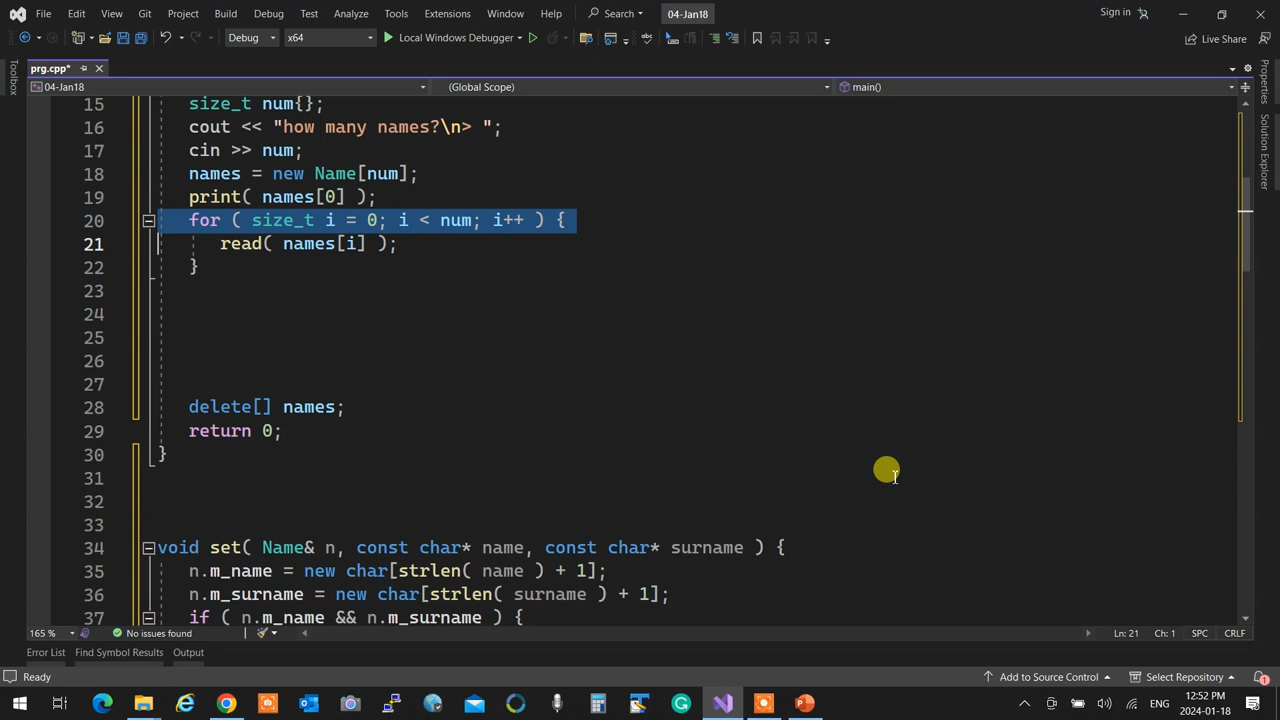 File Edit View Git Project Build Debug Test Analyze Tools Extensions Window Help Search 04-Jan18 Sign in
Debug x64 Local Windows Debugger Live Share
prg.cpp*
04-Jan18 (Global Scope) main()
Toolbox
Properties
Solution Explorer
15 size_t num{};
16 cout << "how many names?\n> ";
17 cin >> num;
18 names = new Name[num];
19 print( names[0] );
20 for ( size_t i = 0; i < num; i++ ) {
21 read( names[i] );
22 }
23
24
25
26
27
28 delete[] names;
29 return 0;
30 }
31
32
33
34 void set( Name& n, const char* name, const char* surname ) {
35 n.m_name = new char[strlen( name ) + 1];
36 n.m_surname = new char[strlen( surname ) + 1];
37 if ( n.m_name && n.m_surname ) {
165 % No issues found Ln: 21 Ch: 1 SPC CRLF
Error List Find Symbol Results Output
Ready Add to Source Control Select Repository 1
ENG 12:52 PM
2024-01-18